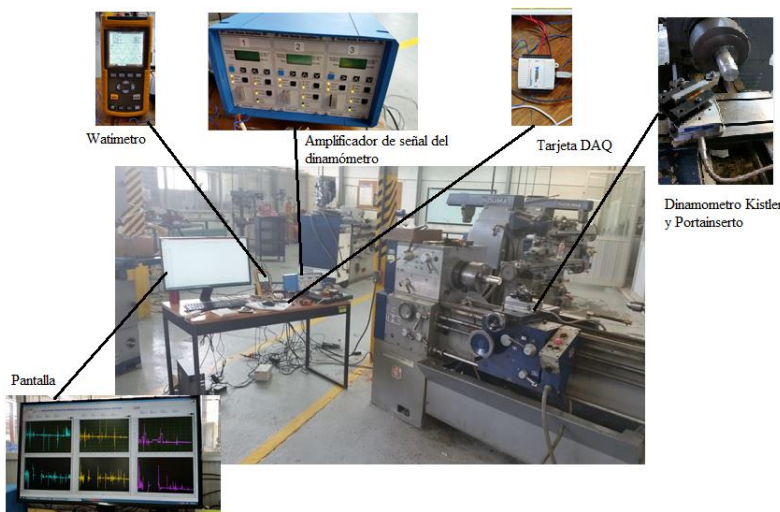 1
2
3
Watimetro
Amplificador de señal del
dinamómetro
Tarjeta DAQ
Dinamometro Kistler
y Portainserto
Pantalla